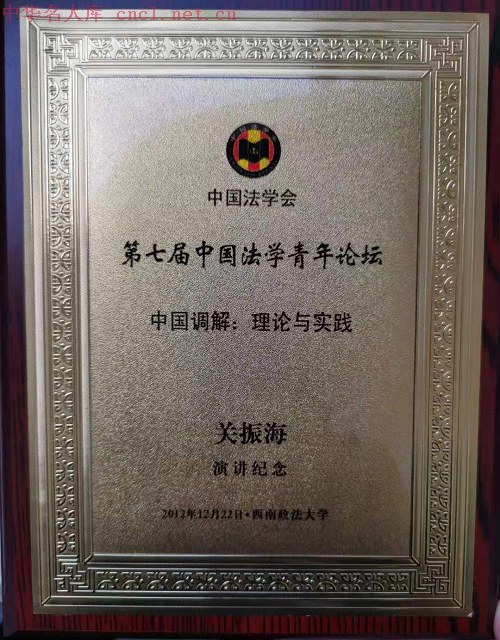 中华名人库 cncl.net.cn
中国法学会
第七届中国法学青年论坛
中国调解：理论与实践
关振海
演讲纪念
2012年12月22日·西南政法大学